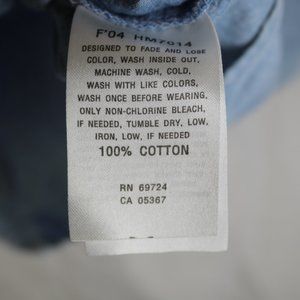 F'04 HM7614
DESIGNED TO FADE AND LOSE
COLOR, WASH INSIDE OUT.
MACHINE WASH, COLD,
WASH WITH LIKE COLORS,
WASH ONCE BEFORE WEARING,
ONLY NON-CHLORINE BLEACH,
IF NEEDED, TUMBLE DRY, LOW,
IRON, LOW, IF NEEDED
100% COTTON
RN 69724
CA 05367